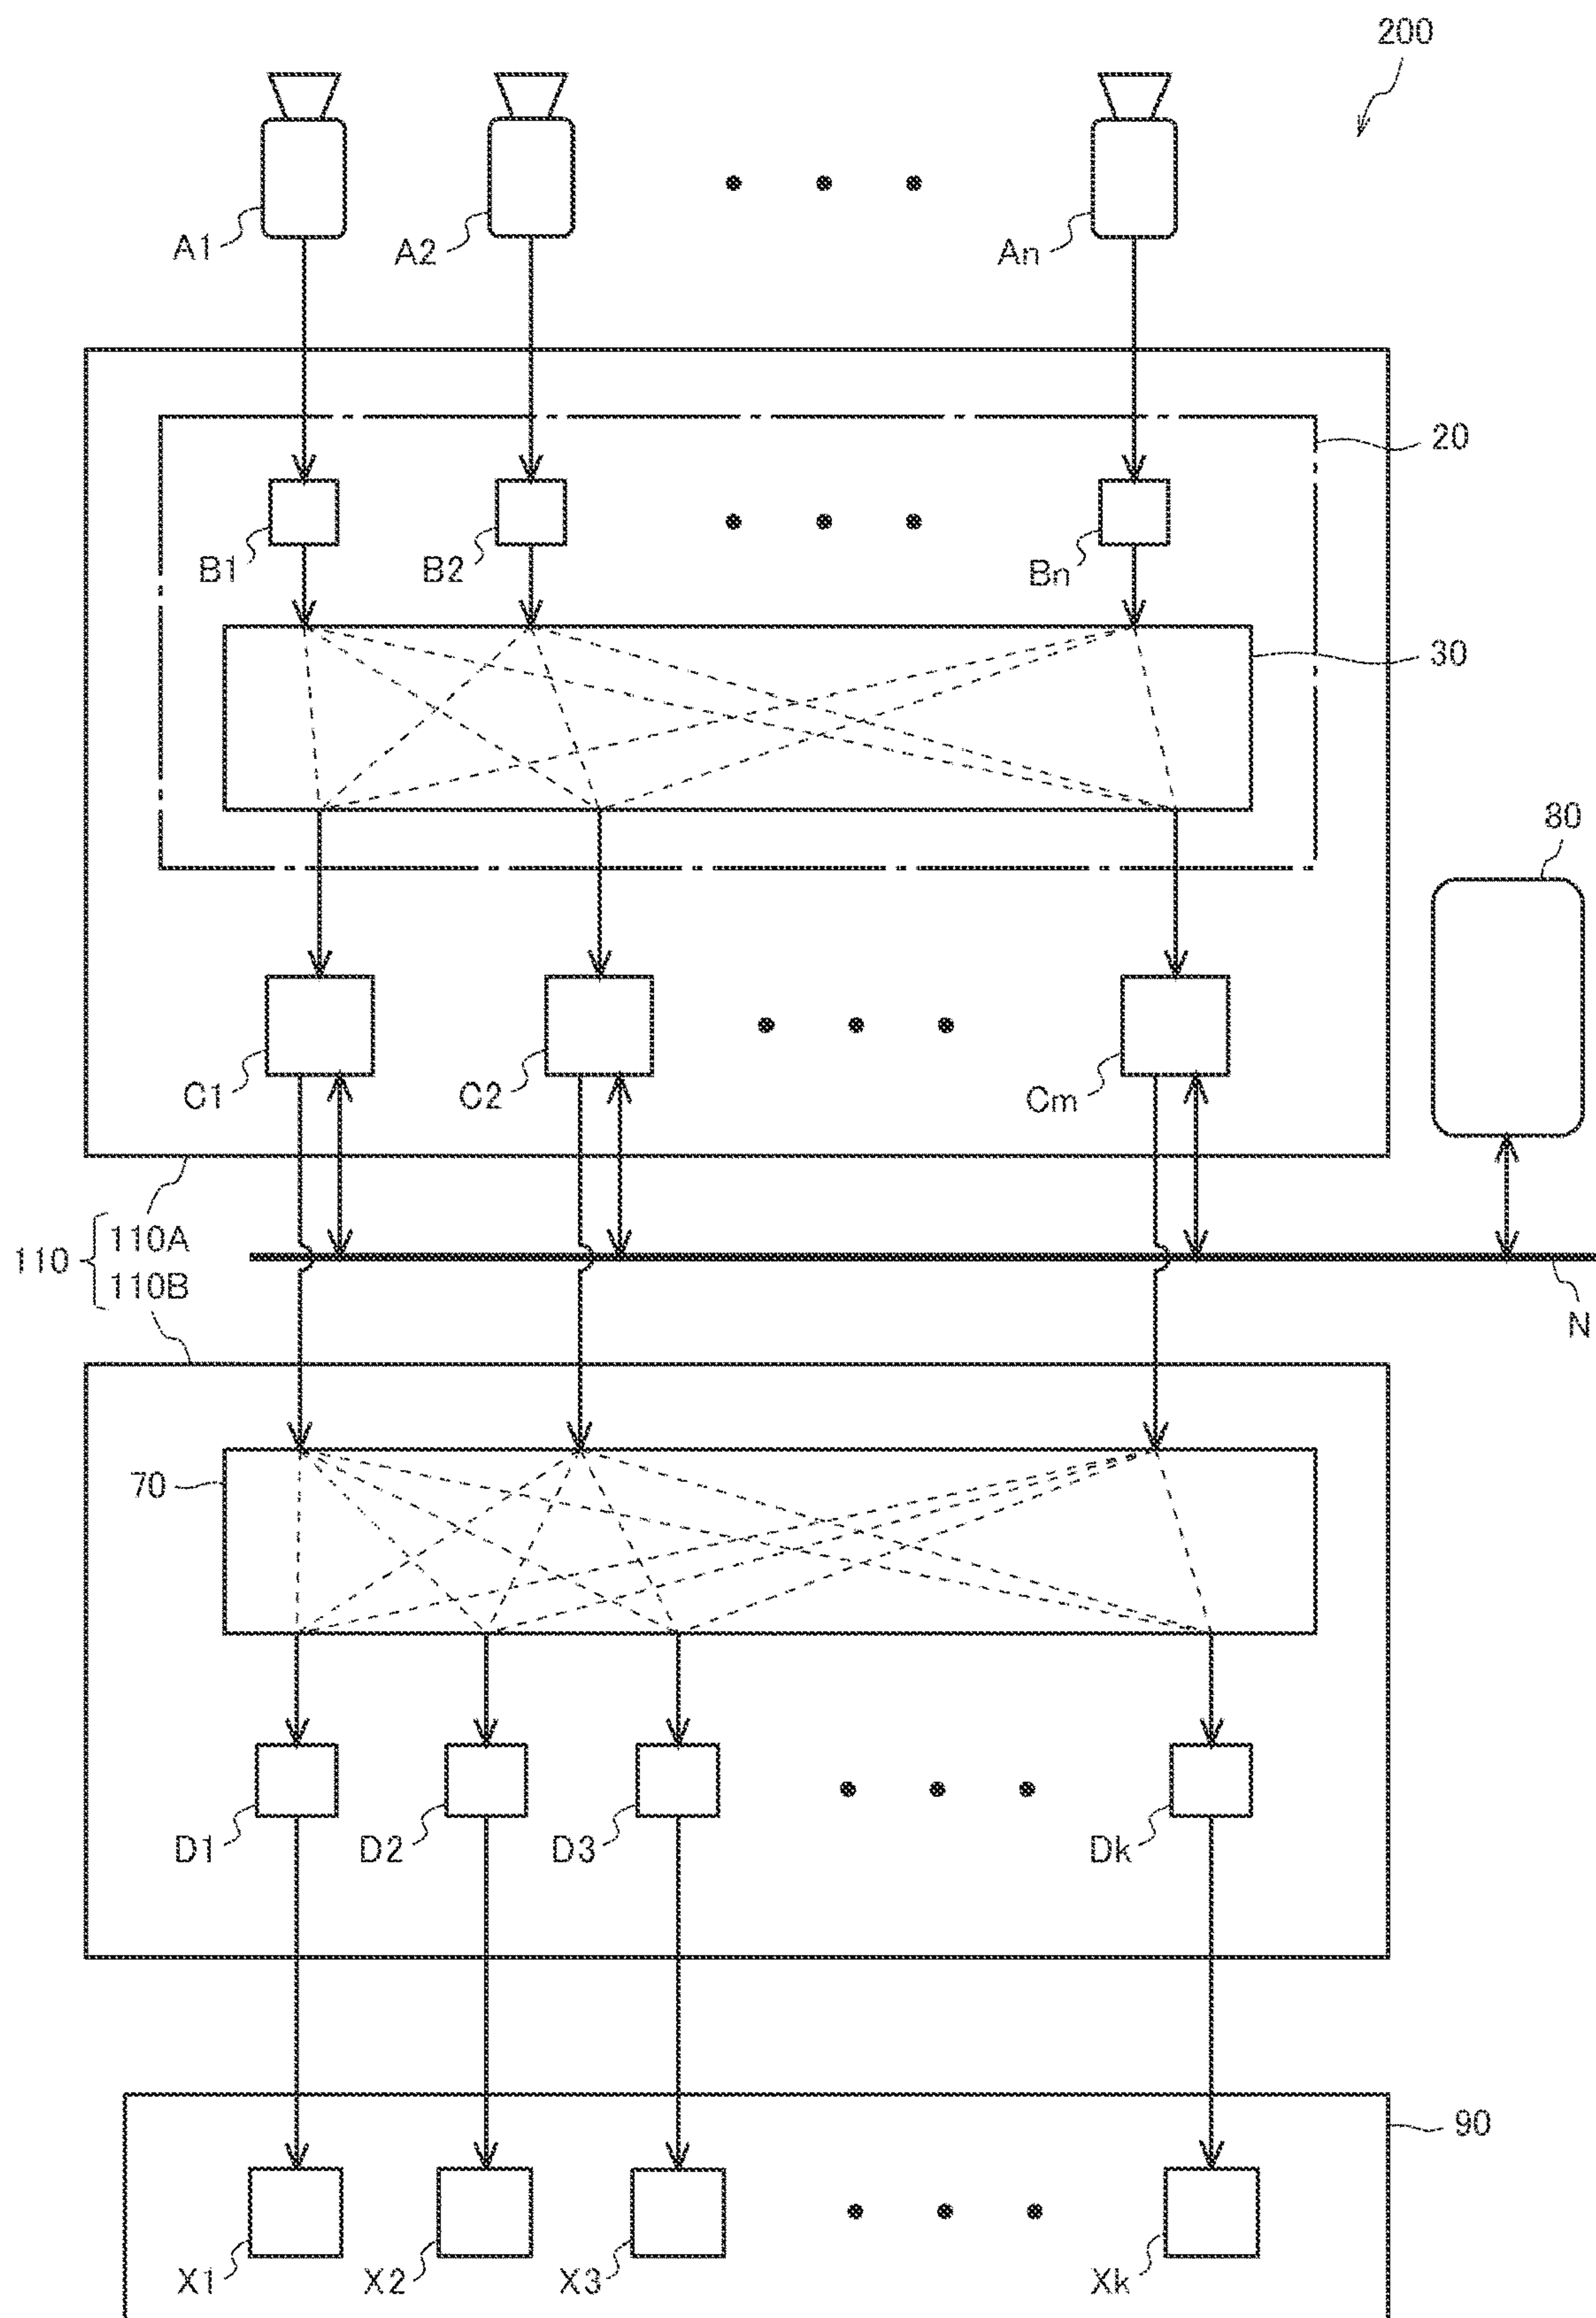 200
A1 A2 An
20
B1 B2 Bn
30
80
C1 C2 Cm
110 110A
110B
N
70
D1 D2 D3 Dk
90
X1 X2 X3 Xk